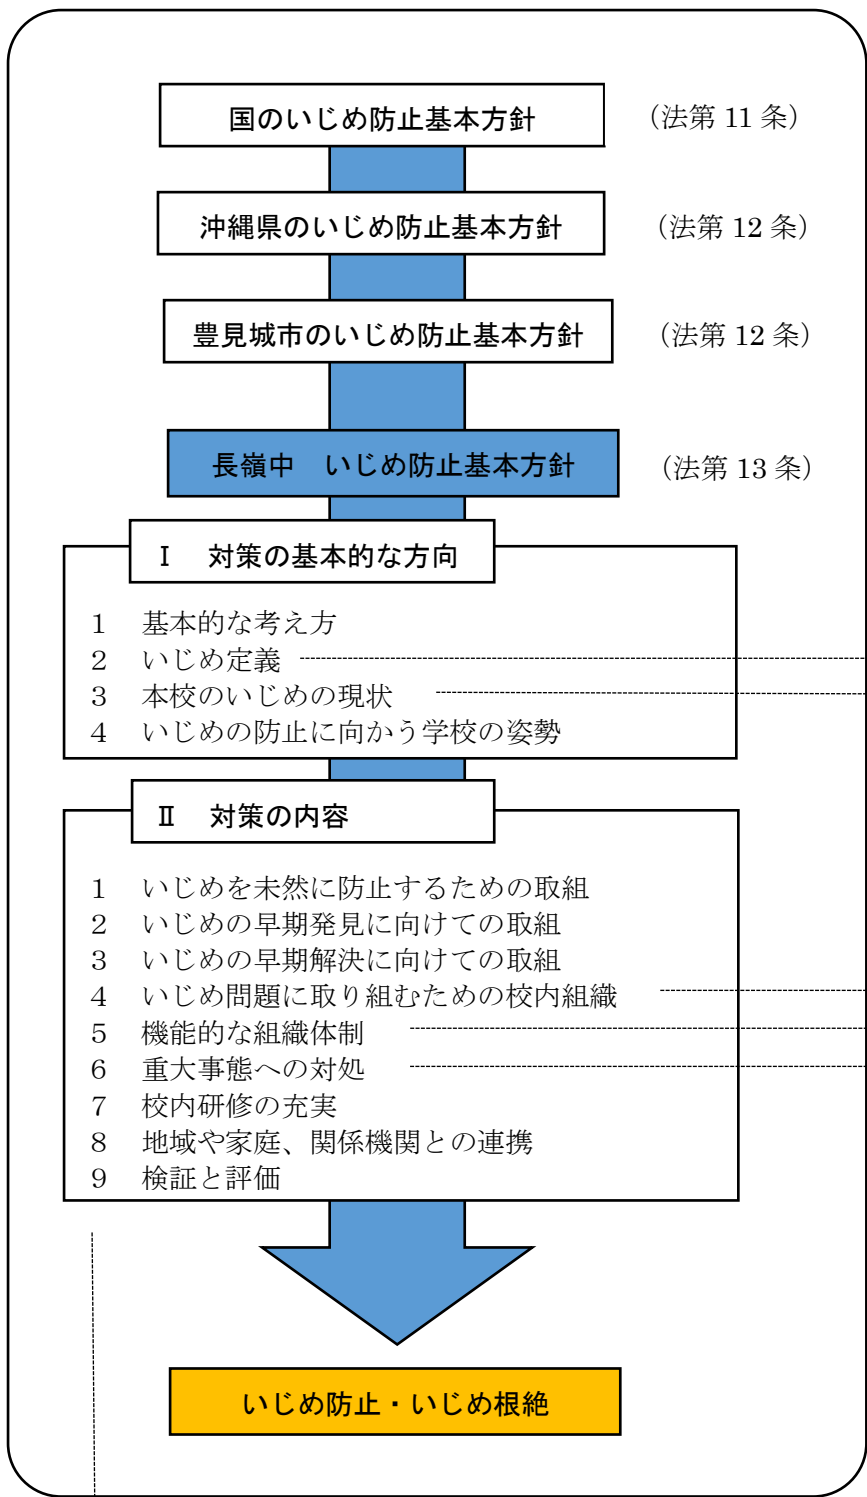 国のいじめ防止基本方針 （法第 11 条）
沖縄県のいじめ防止基本方針 （法第 12 条）
豊見城市のいじめ防止基本方針 （法第 12 条）
長嶺中　いじめ防止基本方針 （法第 13 条）
Ⅰ　対策の基本的な方向
１　基本的な考え方
２　いじめ定義
３　本校のいじめの現状
４　いじめの防止に向かう学校の姿勢
Ⅱ　対策の内容
１　いじめを未然に防止するための取組
２　いじめの早期発見に向けての取組
３　いじめの早期解決に向けての取組
４　いじめ問題に取り組むための校内組織
５　機能的な組織体制
６　重大事態への対処
７　校内研修の充実
８　地域や家庭、関係機関との連携
９　検証と評価
いじめ防止・いじめ根絶